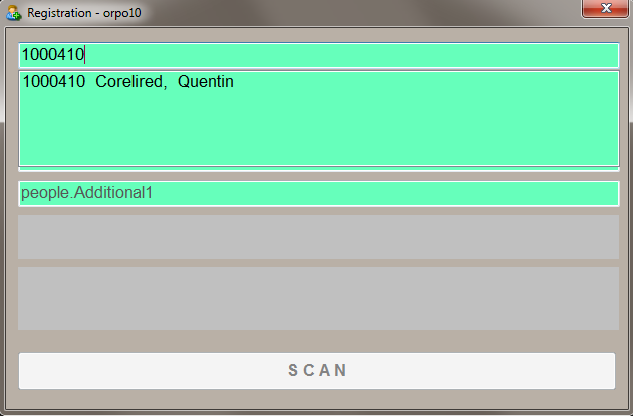 Registration - orpo10
1000410
1000410 Corelired, Quentin
people.Additional1
SCAN